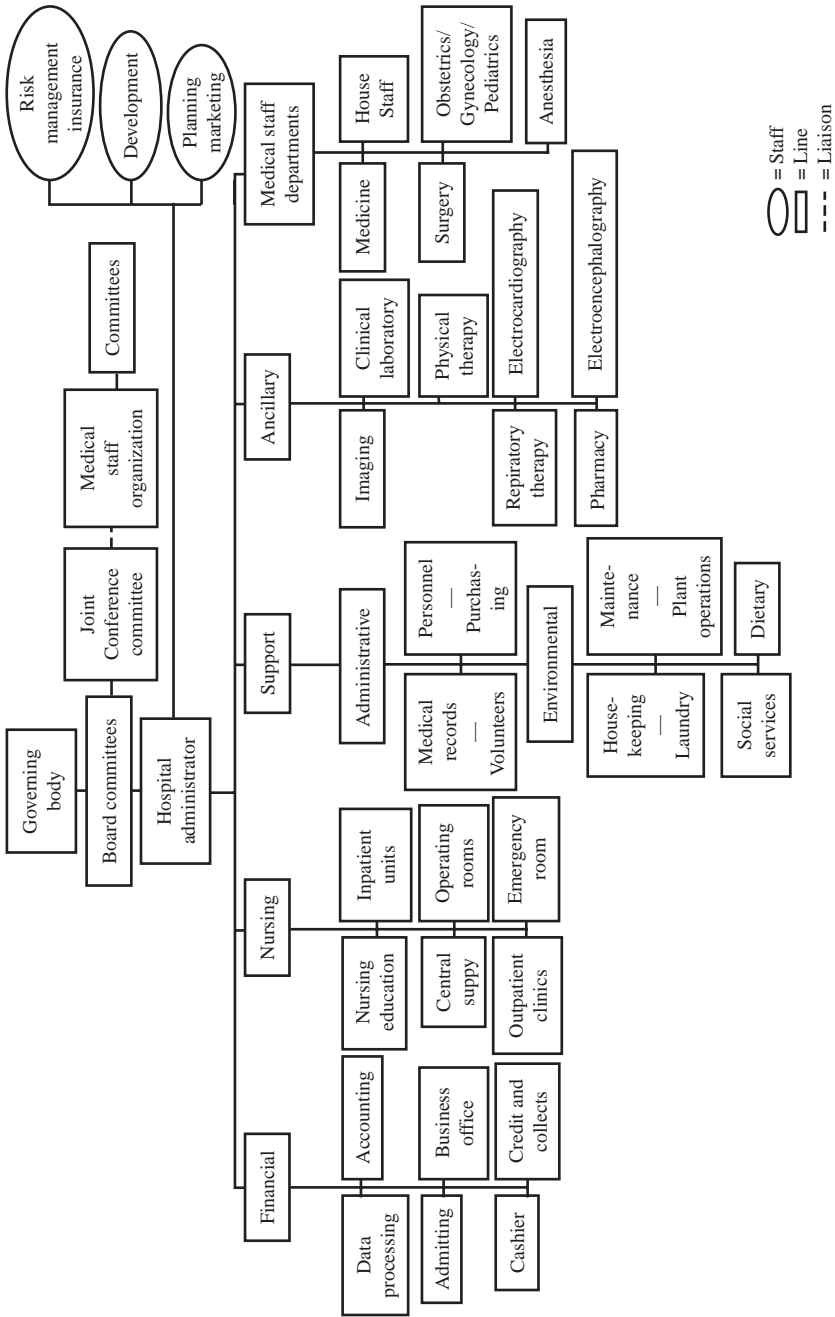 Governing
body
Board committees
Joint
Conference
committee
Medical
staff
organization
Committees
Hospital
administrator
Risk
management
insurance
Development
Planning
marketing
Financial
Data
processing
Accounting
Admitting
Business
office
Cashier
Credit and
collects
Nursing
Nursing
education
Inpatient
units
Central
suppy
Operating
rooms
Outpatient
clinics
Emergency
room
Support
Administrative
Medical
records
—
Volunteers
Personnel
—
Purchas-
ing
Environmental
House-
keeping
—
Laundry
Mainte-
nance
—
Plant
operations
Social
services
Dietary
Ancillary
Imaging
Clinical
laboratory
Physical
therapy
Repiratory
therapy
Electrocardiography
Pharmacy
Electroencephalography
Medical staff
departments
Medicine
House
Staff
Surgery
Obstetrics/
Gynecology/
Pediatrics
Anesthesia
= Staff
= Line
= Liaison